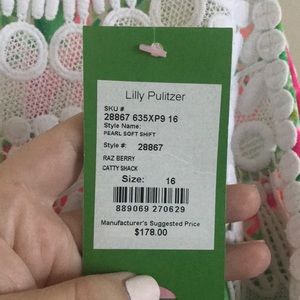 Lilly Pulitzer
SKU #
28867 635XP9 16
Style Name:
PEARL SOFT SHIFT
Style #: 28867
RAZ BERRY
CATTY SHACK
Size: 16
889069 270629
Manufacturer's Suggested Price
$178.00